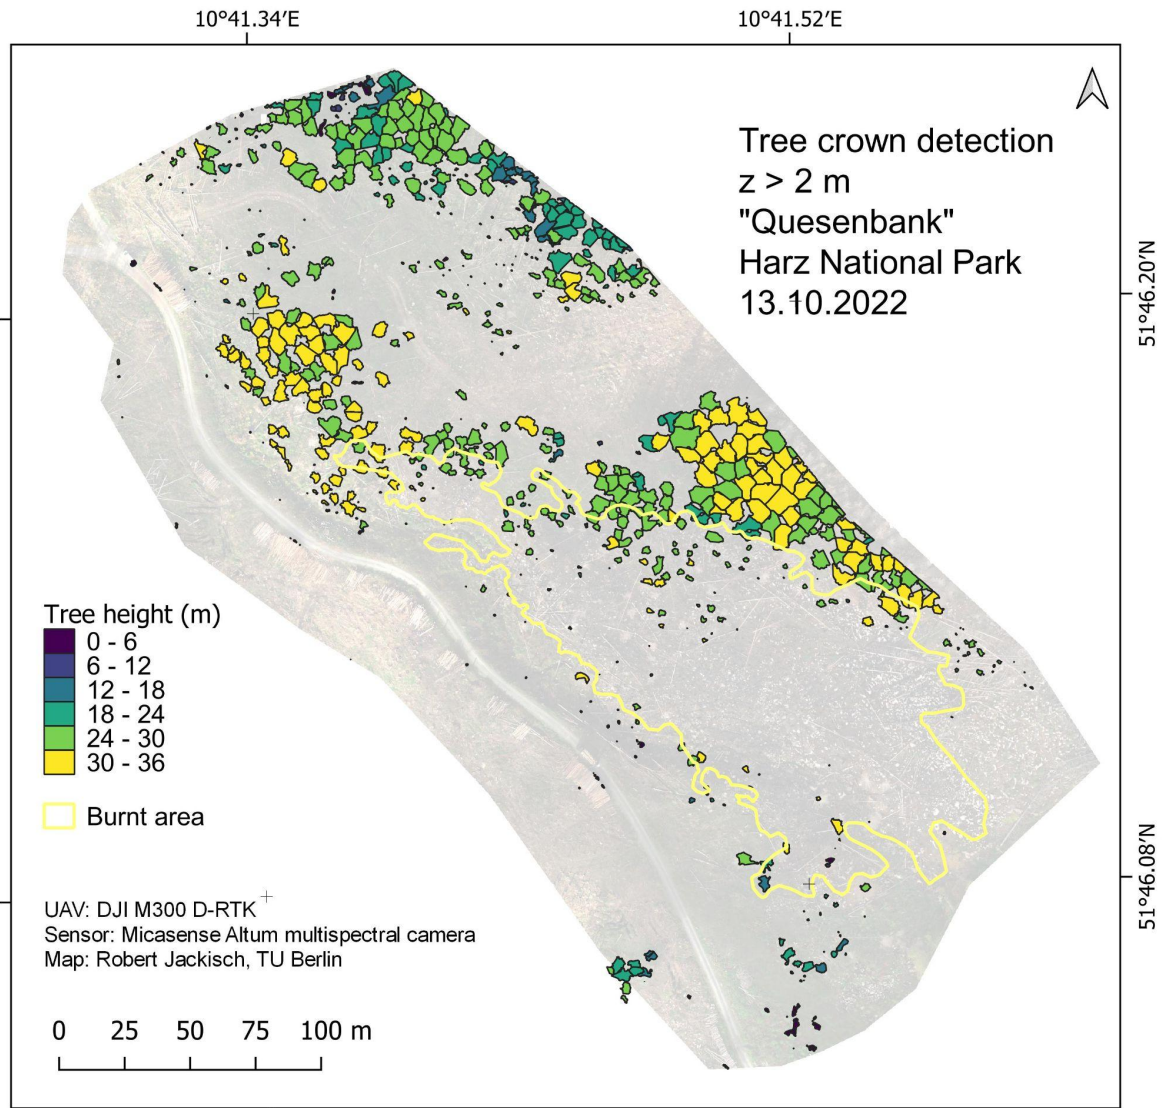 10°41.34′E
10°41.52′E
Tree crown detection
z > 2 m
"Quesenbank"
Harz National Park
13.10.2022
51°46.20′N
Tree height (m)
0 - 6
6 - 12
12 - 18
18 - 24
24 - 30
30 - 36
Burnt area
51°46.08′N
UAV: DJI M300 D-RTK
Sensor: Micasense Altum multispectral camera
Map: Robert Jackisch, TU Berlin
0 25 50 75 100 m